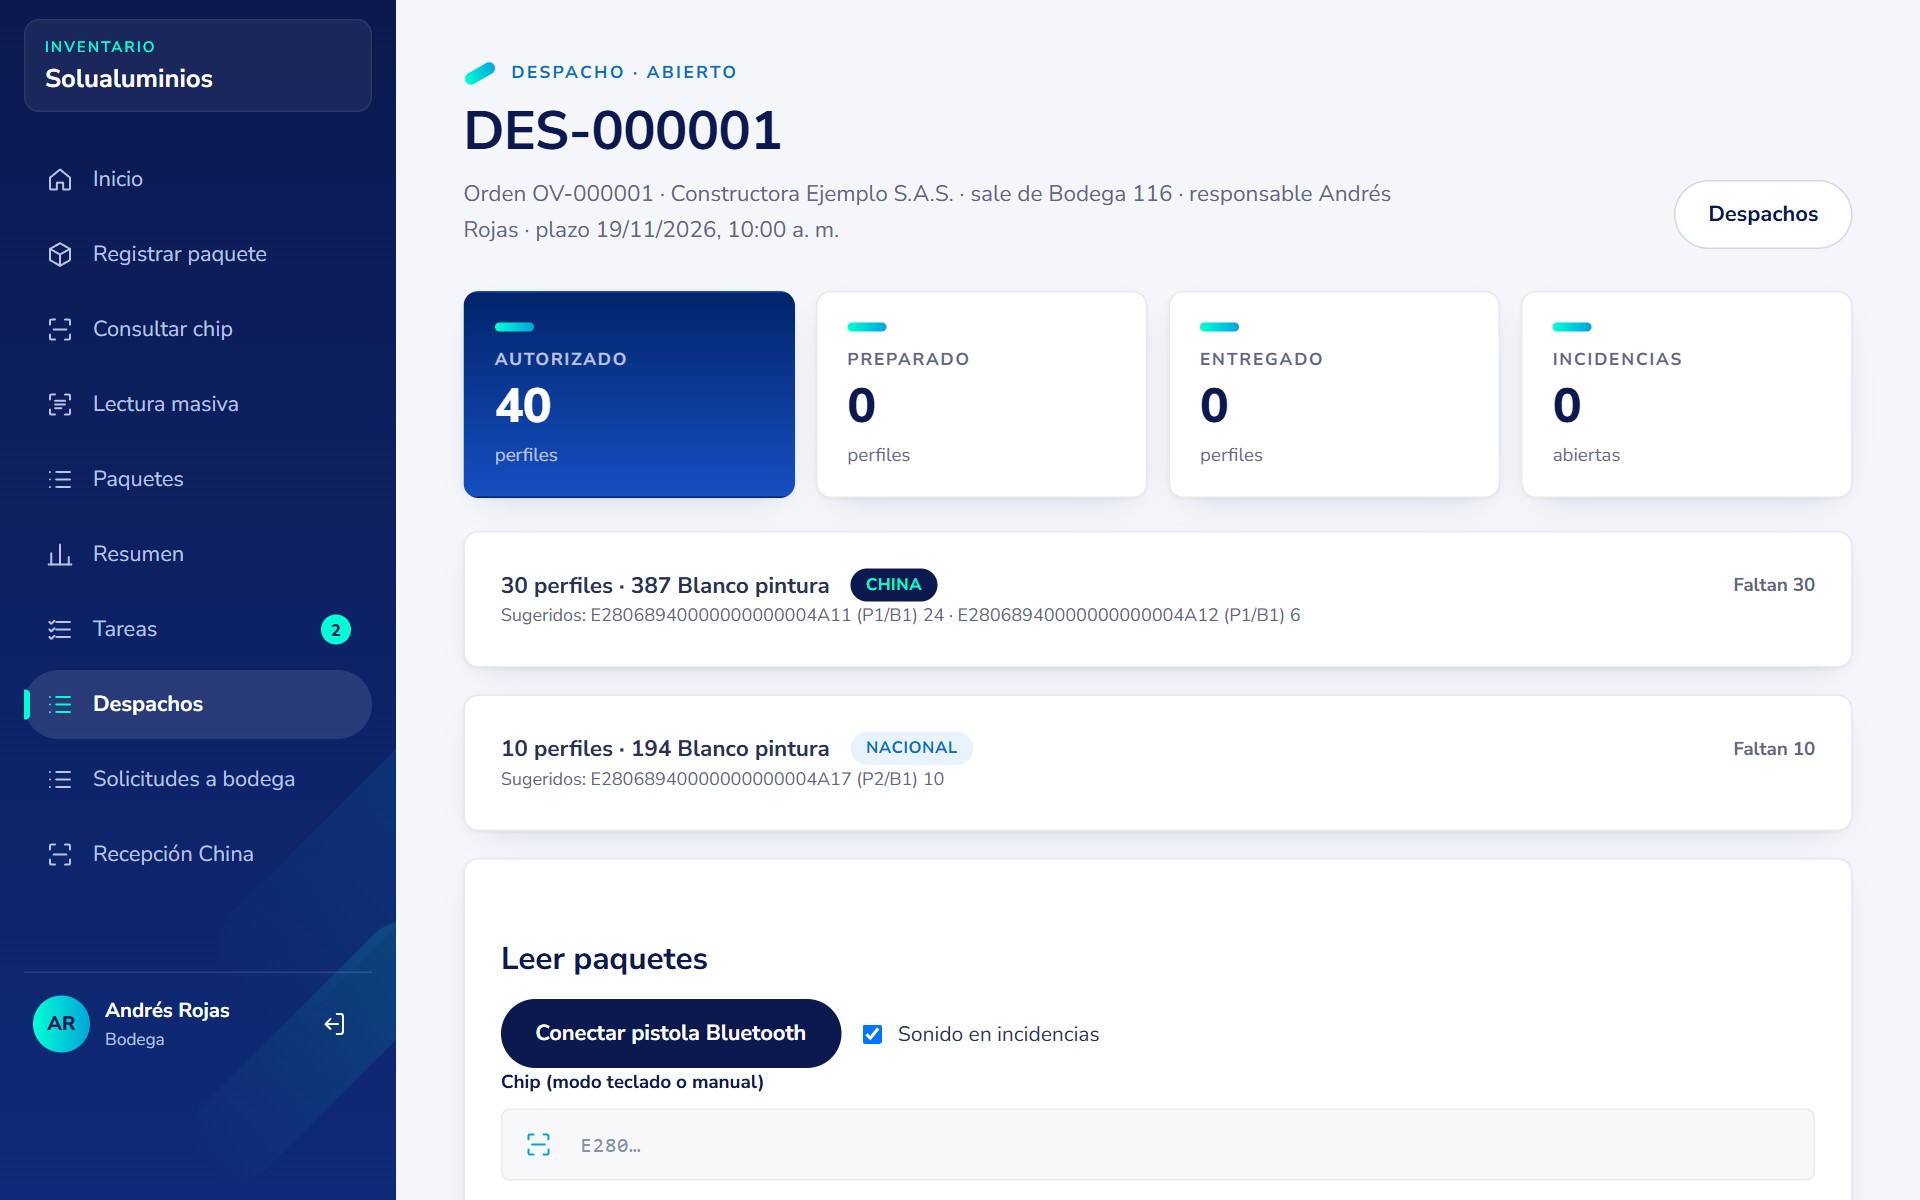 INVENTARIO
Solualuminios
Inicio
Registrar paquete
Consultar chip
Lectura masiva
Paquetes
Resumen
Tareas 2
Despachos
Solicitudes a bodega
Recepción China
AR
Andrés Rojas
Bodega
DESPACHO · ABIERTO
DES-000001
Orden OV-000001 · Constructora Ejemplo S.A.S. · sale de Bodega 116 · responsable Andrés
Rojas · plazo 19/11/2026, 10:00 a. m.
Despachos
AUTORIZADO
40
perfiles
PREPARADO
0
perfiles
ENTREGADO
0
perfiles
INCIDENCIAS
0
abiertas
30 perfiles · 387 Blanco pintura CHINA
Faltan 30
Sugeridos: E28068940000000000004A11 (P1/B1) 24 · E28068940000000000004A12 (P1/B1) 6
10 perfiles · 194 Blanco pintura NACIONAL
Faltan 10
Sugeridos: E28068940000000000004A17 (P2/B1) 10
Leer paquetes
Conectar pistola Bluetooth
Sonido en incidencias
Chip (modo teclado o manual)
E280…